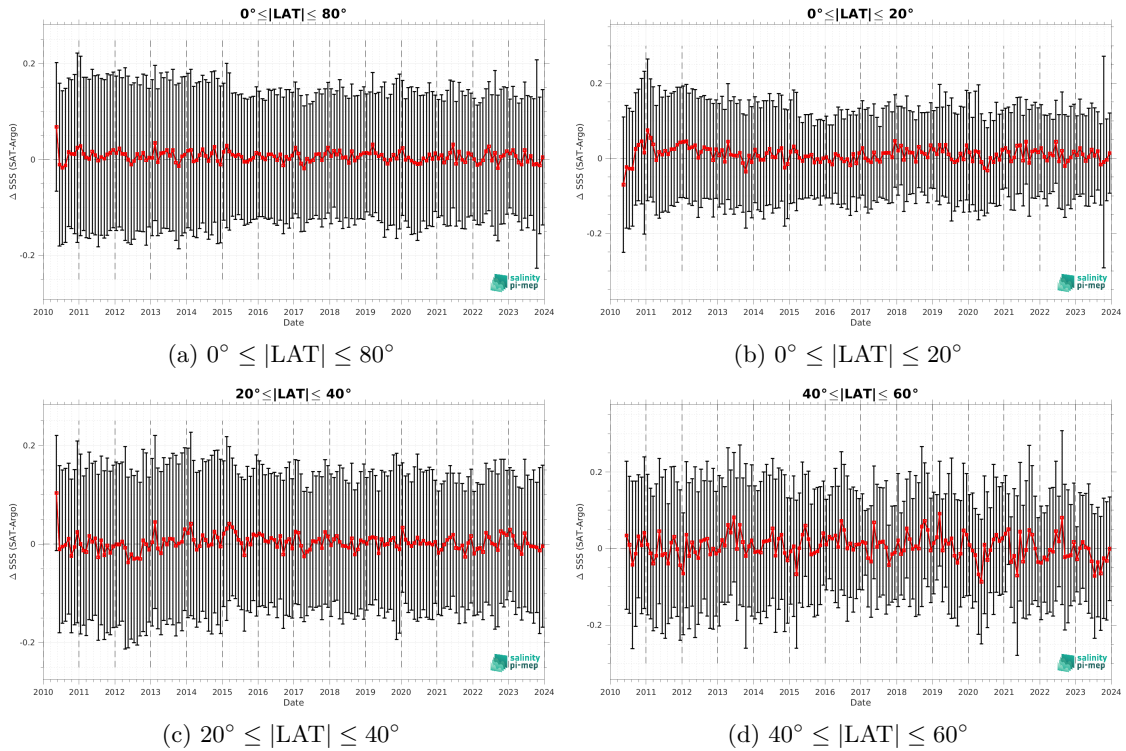 0°≤|LAT|≤ 80°
Δ SSS (SAT-Argo)
0.2
0
-0.2
2010 2011 2012 2013 2014 2015 2016 2017 2018 2019 2020 2021 2022 2023 2024
Date
salinity
pi-mep
(a) 0° ≤ |LAT| ≤ 80°
0°≤|LAT|≤ 20°
Δ SSS (SAT-Argo)
0.2
0
-0.2
2010 2011 2012 2013 2014 2015 2016 2017 2018 2019 2020 2021 2022 2023 2024
Date
salinity
pi-mep
(b) 0° ≤ |LAT| ≤ 20°
20°≤|LAT|≤ 40°
Δ SSS (SAT-Argo)
0.2
0
-0.2
2010 2011 2012 2013 2014 2015 2016 2017 2018 2019 2020 2021 2022 2023 2024
Date
salinity
pi-mep
(c) 20° ≤ |LAT| ≤ 40°
40°≤|LAT|≤ 60°
Δ SSS (SAT-Argo)
0.2
0
-0.2
2010 2011 2012 2013 2014 2015 2016 2017 2018 2019 2020 2021 2022 2023 2024
Date
salinity
pi-mep
(d) 40° ≤ |LAT| ≤ 60°